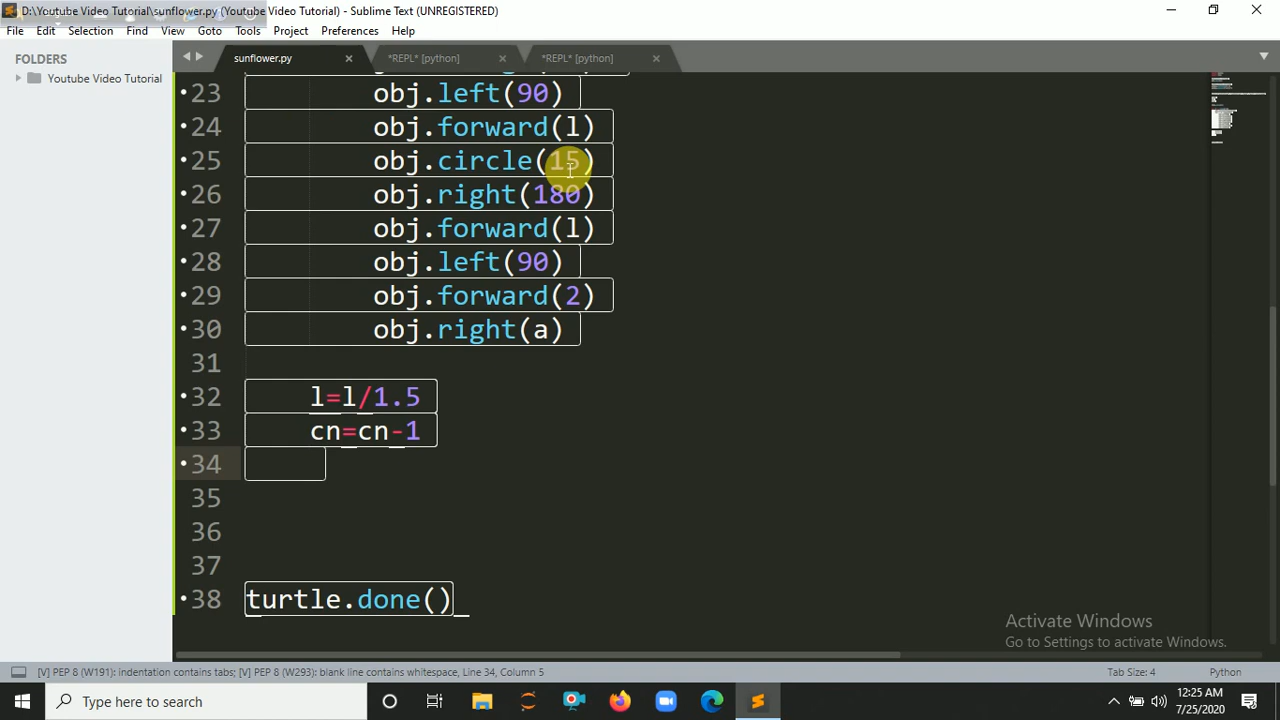 D:\Youtube Video Tutorial\sunflower.py (Youtube Video Tutorial) - Sublime Text (UNREGISTERED)
File Edit Selection Find View Goto Tools Project Preferences Help
FOLDERS
Youtube Video Tutorial
sunflower.py
*REPL* [python]
*REPL* [python]
23 obj.left(90)
24 obj.forward(l)
25 obj.circle(15)
26 obj.right(180)
27 obj.forward(l)
28 obj.left(90)
29 obj.forward(2)
30 obj.right(a)
31
32 l=l/1.5
33 cn=cn-1
34
35
36
37
38 turtle.done()
Activate Windows
Go to Settings to activate Windows.
[V] PEP 8 (W191): indentation contains tabs; [V] PEP 8 (W293): blank line contains whitespace, Line 34, Column 5
Tab Size: 4
Python
Type here to search
12:25 AM
7/25/2020